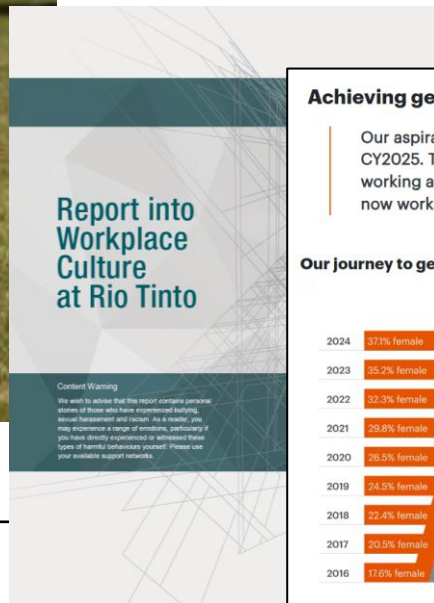 Report into
Workplace
Culture
at Rio Tinto
Content Warning
We wish to advise that this report contains personal
stories of those who have experienced bullying,
sexual harassment and racism. As a reader, you
may experience a range of emotions, particularly if
you have directly experienced or witnessed these
types of harmful behaviours yourself. Please use
your available support networks.
Achieving ge
Our aspira
CY2025. T
working a
now work
Our journey to ge
2024 37.1% female
2023 35.2% female
2022 32.3% female
2021 29.8% female
2020 26.5% female
2019 24.5% female
2018 22.4% female
2017 20.5% female
2016 17.6% female